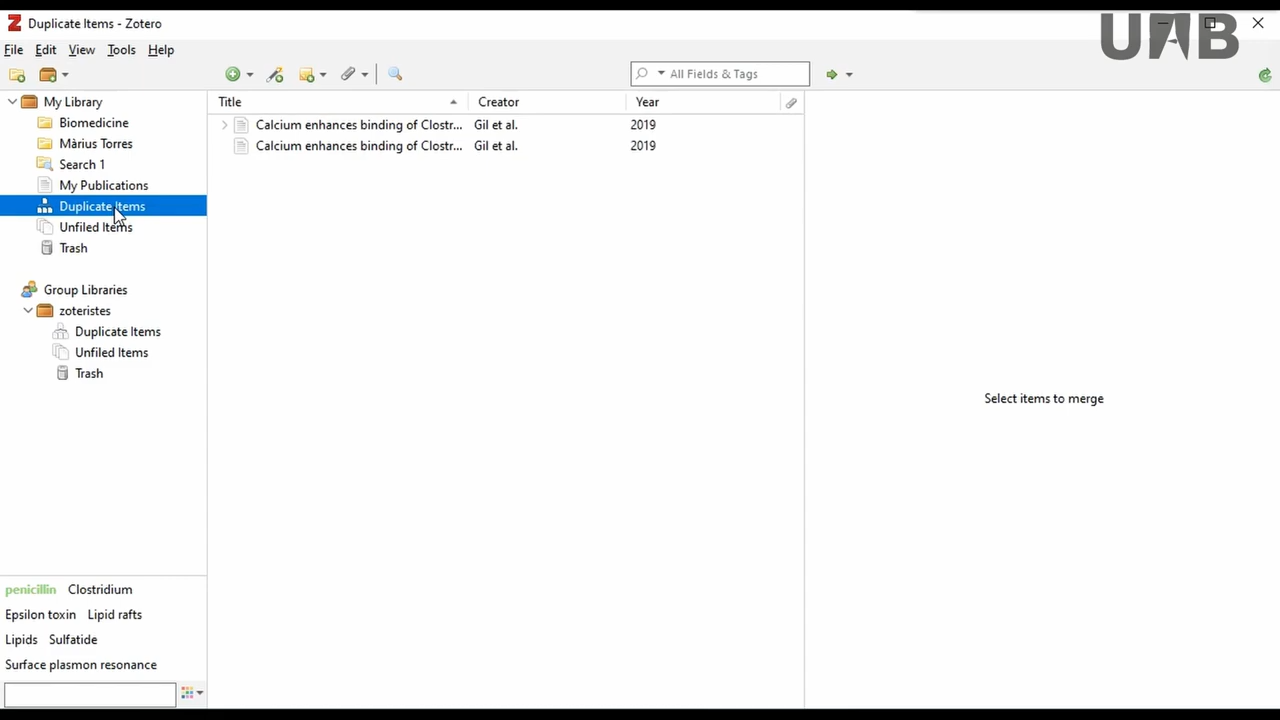 Duplicate Items - Zotero
UAB
File Edit View Tools Help
All Fields & Tags
My Library
Biomedicine
Màrius Torres
Search 1
My Publications
Duplicate Items
Unfiled Items
Trash
Group Libraries
zoteristes
Duplicate Items
Unfiled Items
Trash
penicillin Clostridium
Epsilon toxin Lipid rafts
Lipids Sulfatide
Surface plasmon resonance
Title Creator Year
Calcium enhances binding of Clostr... Gil et al. 2019
Calcium enhances binding of Clostr... Gil et al. 2019
Select items to merge